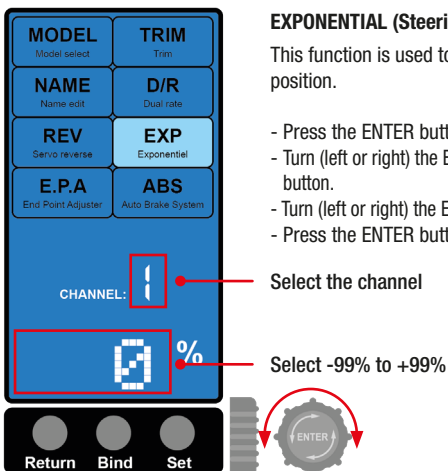 MODEL
Model select
TRIM
Trim
NAME
Name edit
D/R
Dual rate
REV
Servo reverse
EXP
Exponentiel
E.P.A
End Point Adjuster
ABS
Auto Brake System
CHANNEL: 1
0 %
Return Bind Set
EXPONENTIAL (Steeri
This function is used to
position.
- Press the ENTER butt
- Turn (left or right) the E
button.
- Turn (left or right) the E
- Press the ENTER butt
Select the channel
Select -99% to +99%
ENTER